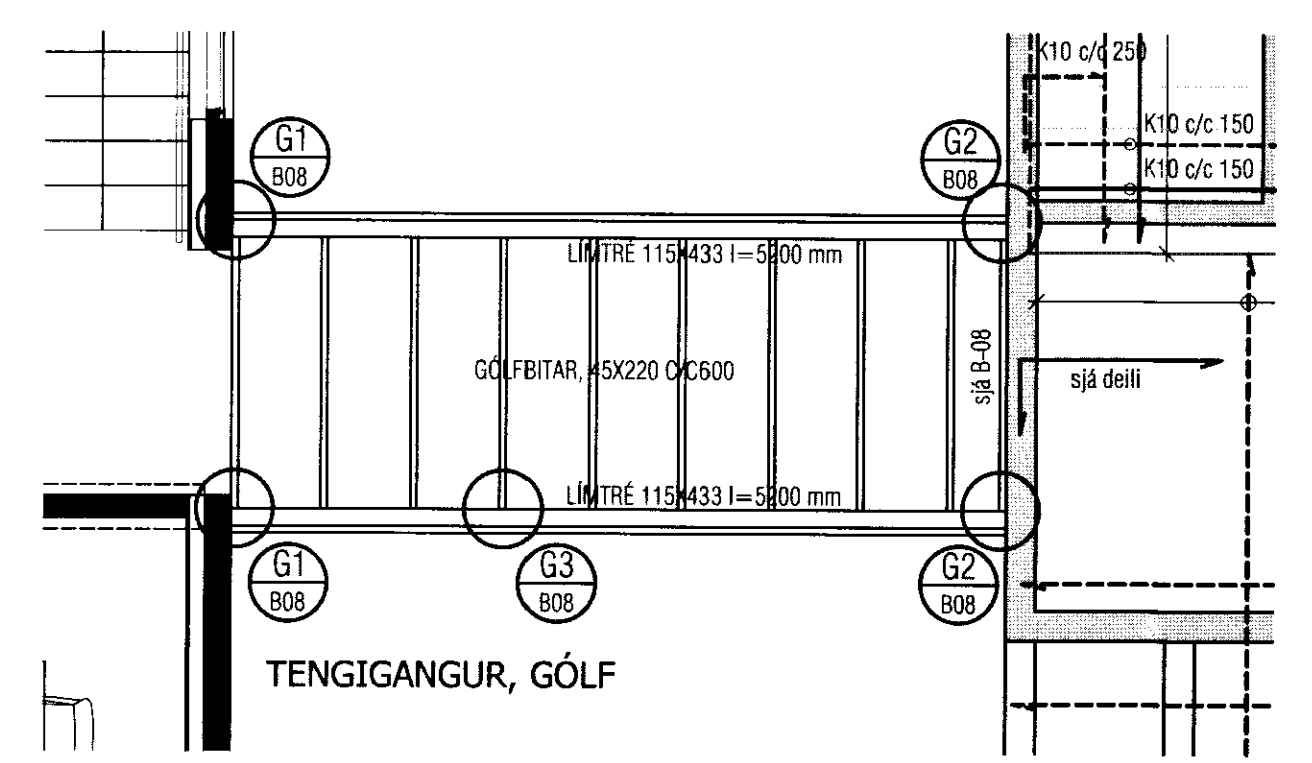 K10 c/c 250
K10 c/c 150
K10 c/c 150
G1
B08
G2
B08
LÍMTRÉ 115X433 l=5200 mm
GÓLFBITAR, 45X220 C/C600
sjá B-08
sjá deili
LÍMTRÉ 115X433 l=5200 mm
G1
B08
G3
B08
G2
B08
TENGIGANGUR, GÓLF